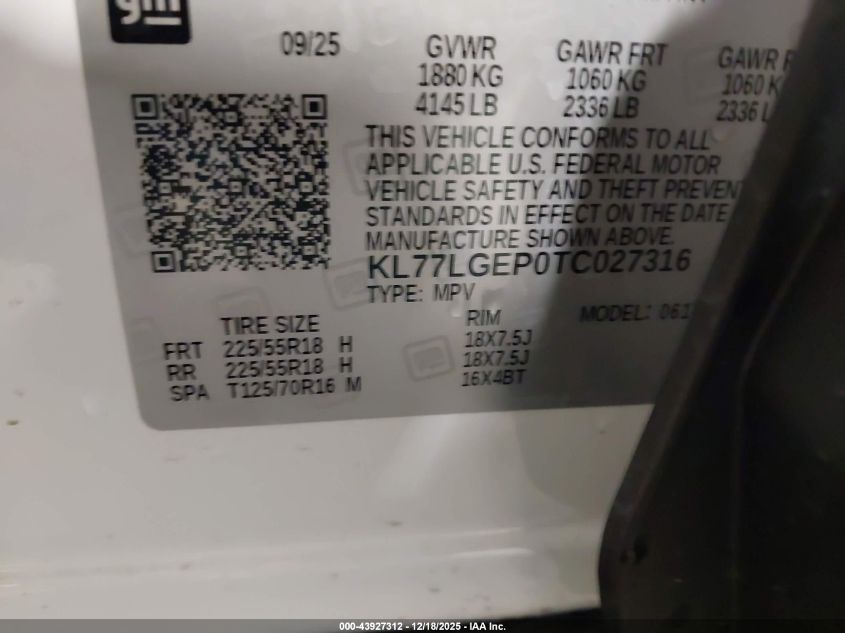 gm
09/25 GVWR GAWR FRT GAWR
1880 KG 1060 KG 1060
4145 LB 2336 LB 2336
THIS VEHICLE CONFORMS TO ALL
APPLICABLE U.S. FEDERAL MOTOR
VEHICLE SAFETY AND THEFT PREVEN
STANDARDS IN EFFECT ON THE DATE
MANUFACTURE SHOWN ABOVE.
KL77LGEP0TC027316
TYPE: MPV MODEL: 061
TIRE SIZE RIM
FRT 225/55R18 H 18X7.5J
RR 225/55R18 H 18X7.5J
SPA T125/70R16 M 16X4BT
000-43927312 - 12/18/2025 - IAA Inc.